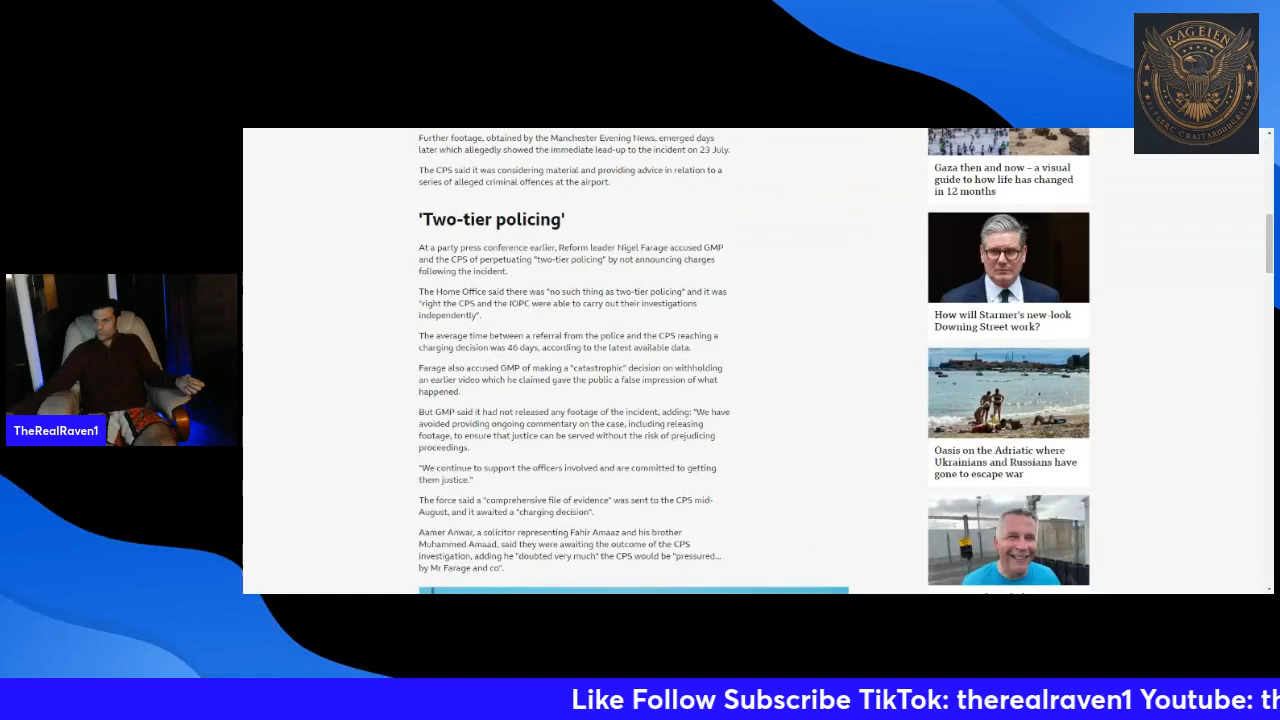 RAGEIEN
Further footage, obtained by the Manchester Evening News, emerged days
later which allegedly showed the immediate lead-up to the incident on 23 July.
The CPS said it was considering material and providing advice in relation to a
series of alleged criminal offences at the airport.
'Two-tier policing'
At a party press conference earlier, Reform leader Nigel Farage accused GMP
and the CPS of perpetuating "two-tier policing" by not announcing charges
following the incident.
The Home Office said there was "no such thing as two-tier policing" and it was
"right the CPS and the IOPC were able to carry out their investigations
independently".
The average time between a referral from the police and the CPS reaching a
charging decision was 46 days, according to the latest available data.
Farage also accused GMP of making a "catastrophic" decision on withholding
an earlier video which he claimed gave the public a false impression of what
happened.
But GMP said it had not released any footage of the incident, adding: "We have
avoided providing ongoing commentary on the case, including releasing
footage, to ensure that justice can be served without the risk of prejudicing
proceedings.
"We continue to support the officers involved and are committed to getting
them justice."
The force said a "comprehensive file of evidence" was sent to the CPS mid-
August, and it awaited a "charging decision".
Aamer Anwar, a solicitor representing Fahir Amaaz and his brother
Muhammed Amaad, said they were awaiting the outcome of the CPS
investigation, adding he "doubted very much" the CPS would be "pressured...
by Mr Farage and co".
Gaza then and now – a visual
guide to how life has changed
in 12 months
How will Starmer's new-look
Downing Street work?
Oasis on the Adriatic where
Ukrainians and Russians have
gone to escape war
TheRealRaven1
Like Follow Subscribe TikTok: therealraven1 Youtube: th